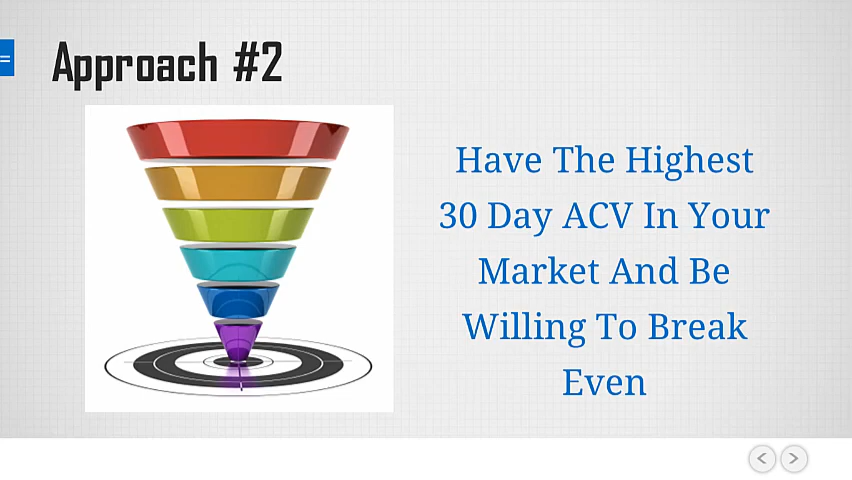 Approach #2
Have The Highest
30 Day ACV In Your
Market And Be
Willing To Break
Even